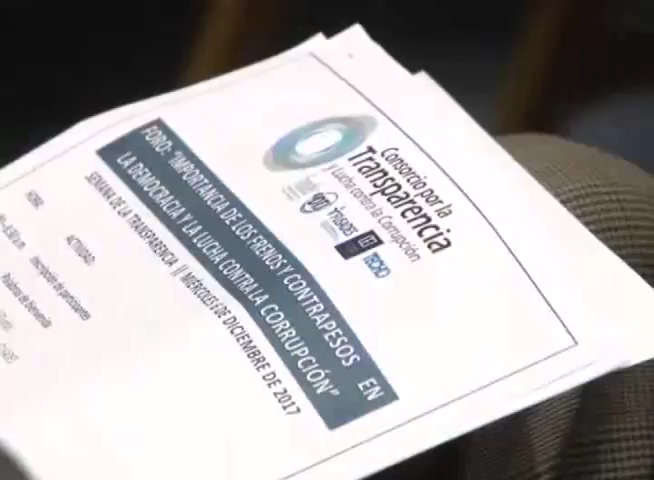 Consorcio por la
Transparencia
y Lucha contra la Corrupción
FORO: "IMPORTANCIA DE LOS FRENOS Y CONTRAPESOS EN
LA DEMOCRACIA Y LA LUCHA CONTRA LA CORRUPCIÓN"
SEMANA DE LA TRANSPARENCIA || MIÉRCOLES 6 DE DICIEMBRE DE 2017
HORA: ACTIVIDAD:
Inscripción de participantes
Palabras de bienvenida